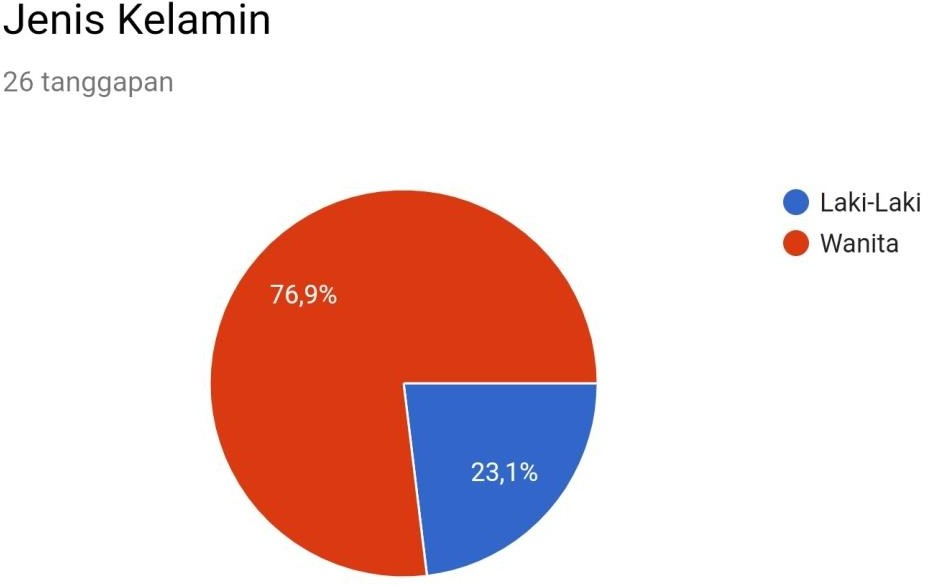 Jenis Kelamin
26 tanggapan
Laki-Laki
Wanita
76,9%
23,1%